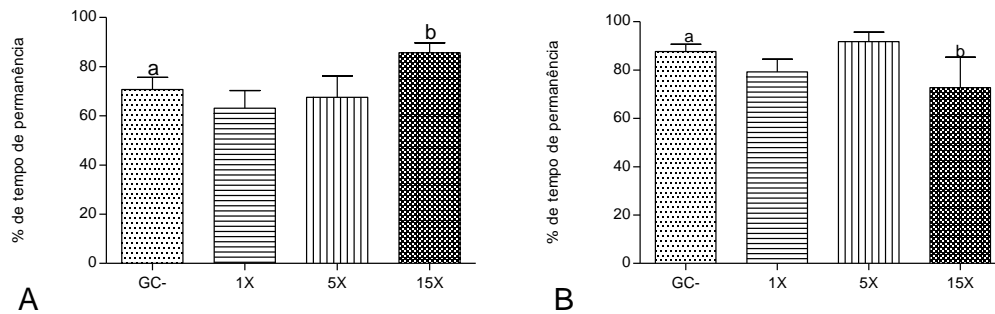 % de tempo de permanência
100
80
60
40
20
0
a
b
GC-
1X
5X
15X
A
% de tempo de permanência
100
80
60
40
20
0
a
b
GC-
1X
5X
15X
B